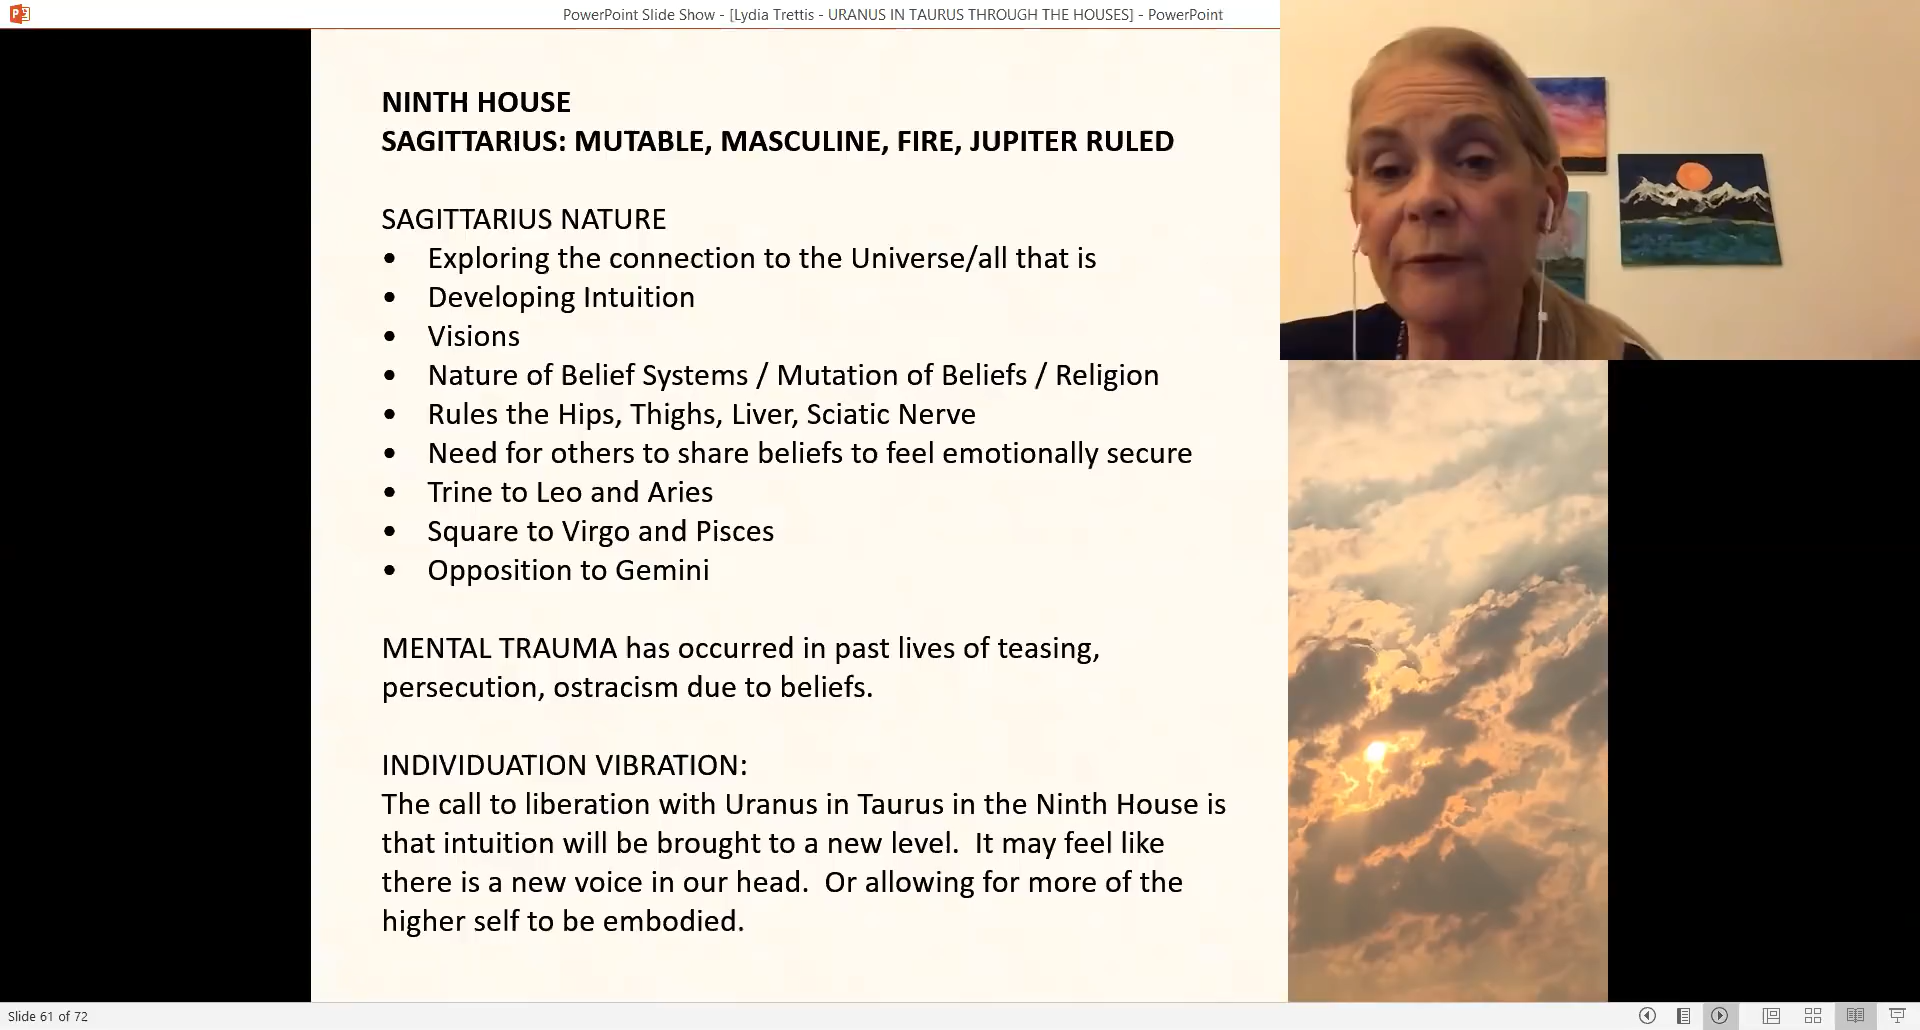 PowerPoint Slide Show - [Lydia Trettis - URANUS IN TAURUS THROUGH THE HOUSES] - PowerPoint
NINTH HOUSE
SAGITTARIUS: MUTABLE, MASCULINE, FIRE, JUPITER RULED
SAGITTARIUS NATURE
• Exploring the connection to the Universe/all that is
• Developing Intuition
• Visions
• Nature of Belief Systems / Mutation of Beliefs / Religion
• Rules the Hips, Thighs, Liver, Sciatic Nerve
• Need for others to share beliefs to feel emotionally secure
• Trine to Leo and Aries
• Square to Virgo and Pisces
• Opposition to Gemini
MENTAL TRAUMA has occurred in past lives of teasing,
persecution, ostracism due to beliefs.
INDIVIDUATION VIBRATION:
The call to liberation with Uranus in Taurus in the Ninth House is
that intuition will be brought to a new level.  It may feel like
there is a new voice in our head.  Or allowing for more of the
higher self to be embodied.
Slide 61 of 72